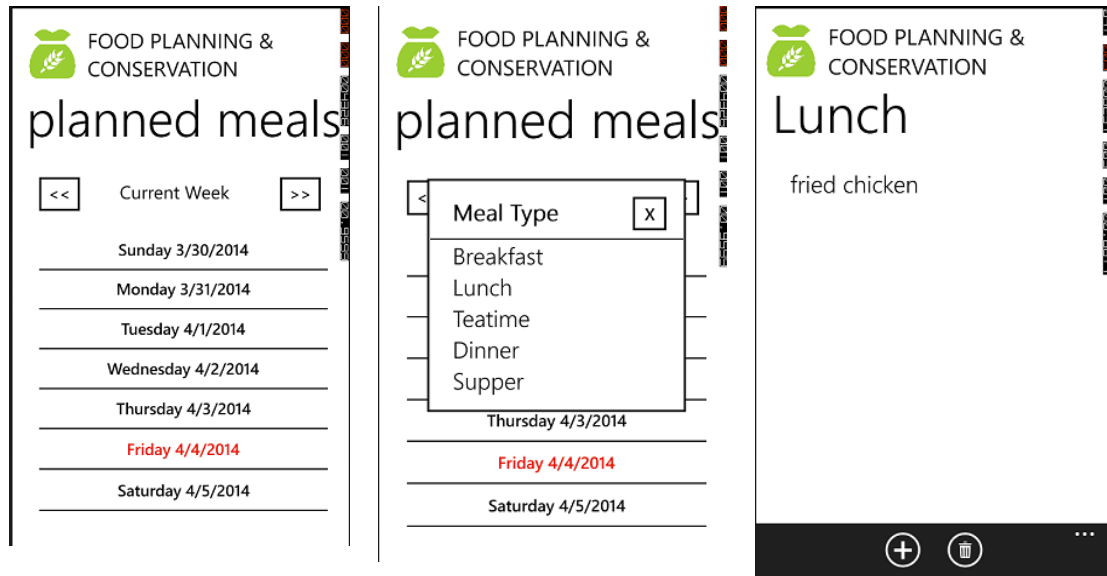 FOOD PLANNING &
CONSERVATION
planned meals
<< Current Week >>
Sunday 3/30/2014
Monday 3/31/2014
Tuesday 4/1/2014
Wednesday 4/2/2014
Thursday 4/3/2014
Friday 4/4/2014
Saturday 4/5/2014
FOOD PLANNING &
CONSERVATION
planned meals
<
Meal Type X
Breakfast
Lunch
Teatime
Dinner
Supper
Thursday 4/3/2014
Friday 4/4/2014
Saturday 4/5/2014
FOOD PLANNING &
CONSERVATION
Lunch
fried chicken
...